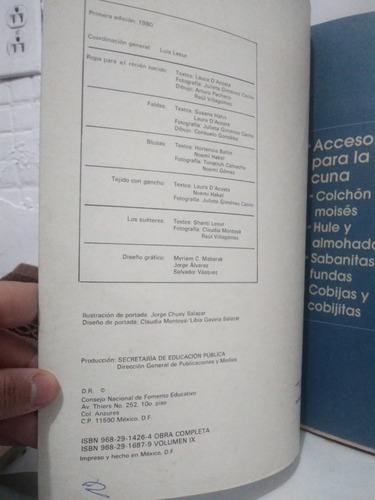 Primera edición: 1980
Coordinación general: Luis Lesur
Ropa para el recién nacido: Textos: Laura D'Acosta
Fotografía: Julieta Giménez Cacho
Dibujo: Arturo Pacheco
Raúl Villagómez
Faldas: Textos: Susana Hahn
Laura D'Acosta
Fotografía: Julieta Giménez Cacho
Dibujo: Consuelo González
Blusas: Textos: Hortensia Ballin
Noemí Hakel
Fotografía: Tonatiuh Camacho
Noemí Gómez
Tejido con gancho: Textos: Laura D'Acosta
Noemí Hakel
Fotografía: Julieta Giménez Cacho
Los suéteres: Textos: Shanti Lesur
Fotografía: Claudia Montoya
Raúl Villagómez
Diseño gráfico: Myriam C. Mabarak
Jorge Álvarez
Salvador Vázquez
Ilustración de portada: Jorge Chuey Salazar
Diseño de portada: Claudia Montoya/Libia Gaviria Salazar
Producción: SECRETARÍA DE EDUCACIÓN PÚBLICA
Dirección General de Publicaciones y Medios
D.R. ©
Consejo Nacional de Fomento Educativo
Av. Thiers No. 252, 10o. piso
Col. Anzures
C.P. 11590 México, D.F.
ISBN 968-29-1426-4 OBRA COMPLETA
ISBN 968-29-1687-9 VOLUMEN IX
Impreso y hecho en México, D.F.
• Acceso
para la
cuna
• Colchón
moisés
• Hule y
almohad
• Sabanitas
fundas
Cobijas y
cobijitas